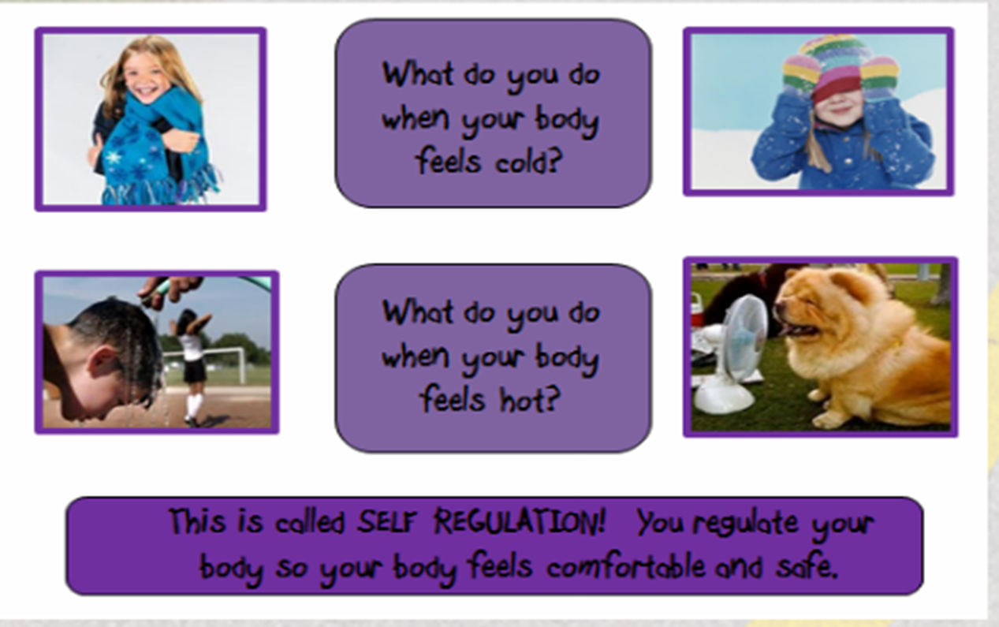 What do you do
when your body
feels cold?
What do you do
when your body
feels hot?
This is called SELF REGULATION! You regulate your
body so your body feels comfortable and safe.